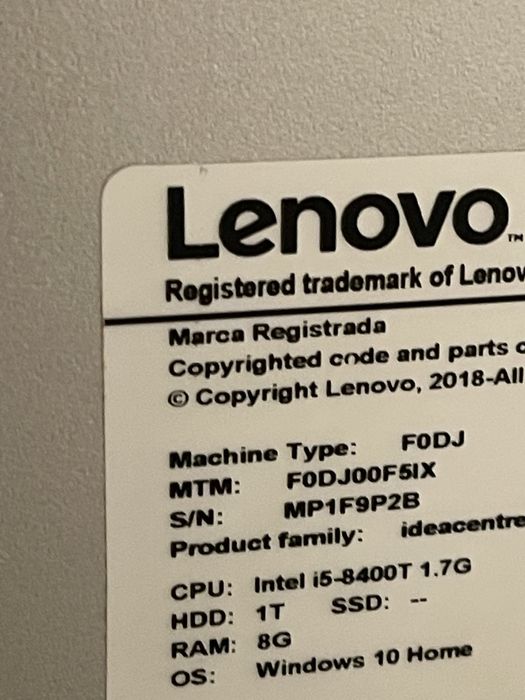 Lenovo™
Registered trademark of Lenov
Marca Registrada
Copyrighted code and parts
© Copyright Lenovo, 2018-All
Machine Type: F0DJ
MTM: F0DJ00F5IX
S/N: MP1F9P2B
Product family: ideacentre
CPU: Intel i5-8400T 1.7G
HDD: 1T SSD: --
RAM: 8G
OS: Windows 10 Home